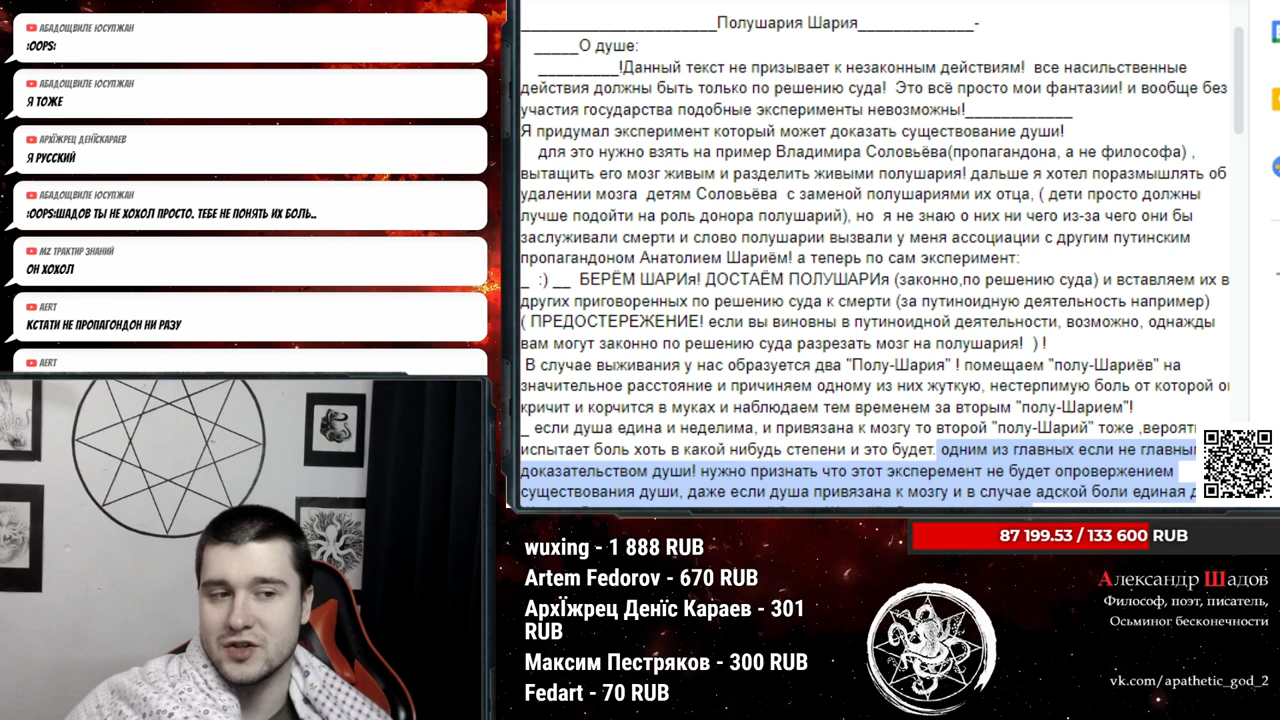 АБАДОЩВИЛЕ ЮСУПЖАН
:OOPS:
АБАДОЩВИЛЕ ЮСУПЖАН
Я ТОЖЕ
АРХЇЖРЕЦ ДЕНЇСКАРАЕВ
Я РУССКИЙ
АБАДОЩВИЛЕ ЮСУПЖАН
:OOPS:ШАДОВ ТЫ НЕ ХОХОЛ ПРОСТО. ТЕБЕ НЕ ПОНЯТЬ ИХ БОЛЬ..
MZ ТРАКТИР ЗНАНИЙ
ОН ХОХОЛ
AERT
КСТАТИ НЕ ПРОПАГОНДОН НИ РАЗУ
AERT
_____________________Полушария Шария_____________-
_____О душе:
_________!Данный текст не призывает к незаконным действиям! все насильственные
действия должны быть только по решению суда! Это всё просто мои фантазии! и вообще без
участия государства подобные эксперименты невозможны!____________
Я придумал эксперимент который может доказать существование души!
для это нужно взять на пример Владимира Соловьёва(пропагандона, а не философа) ,
вытащить его мозг живым и разделить живыми полушария! дальше я хотел поразмышлять об
удалении мозга детям Соловьёва с заменой полушариями их отца, ( дети просто должны
лучше подойти на роль донора полушарий), но я не знаю о них ни чего из-за чего они бы
заслуживали смерти и слово полушарии вызвали у меня ассоциации с другим путинским
пропагандоном Анатолием Шариём! а теперь по сам эксперимент:
_ :) __ БЕРЁМ ШАРИя! ДОСТАЁМ ПОЛУШАРИя (законно,по решению суда) и вставляем их в
других приговоренных по решению суда к смерти (за путиноидную деятельность например)
( ПРЕДОСТЕРЕЖЕНИЕ! если вы виновны в путиноидной деятельности, возможно, однажды
вам могут законно по решению суда разрезать мозг на полушария! ) !
В случае выживания у нас образуется два "Полу-Шария" ! помещаем "полу-Шариёв" на
значительное расстояние и причиняем одному из них жуткую, нестерпимую боль от которой
кричит и корчится в муках и наблюдаем тем временем за вторым "полу-Шарием"!
_ если душа едина и неделима, и привязана к мозгу то второй "полу-Шарий" тоже ,вероятн
испытает боль хоть в какой нибудь степени и это будет. одним из главных если не главны
доказательством души! нужно признать что этот эксперемент не будет опровержением
существования души, даже если душа привязана к мозгу и в случае адской боли единая
87 199.53 / 133 600 RUB
wuxing - 1 888 RUB
Artem Fedorov - 670 RUB
АрхЇжрец Денїс Караев - 301
RUB
Максим Пестряков - 300 RUB
Fedart - 70 RUB
Александр Шадов
Философ, поэт, писатель,
Осьминог бесконечности
vk.com/apathetic_god_2